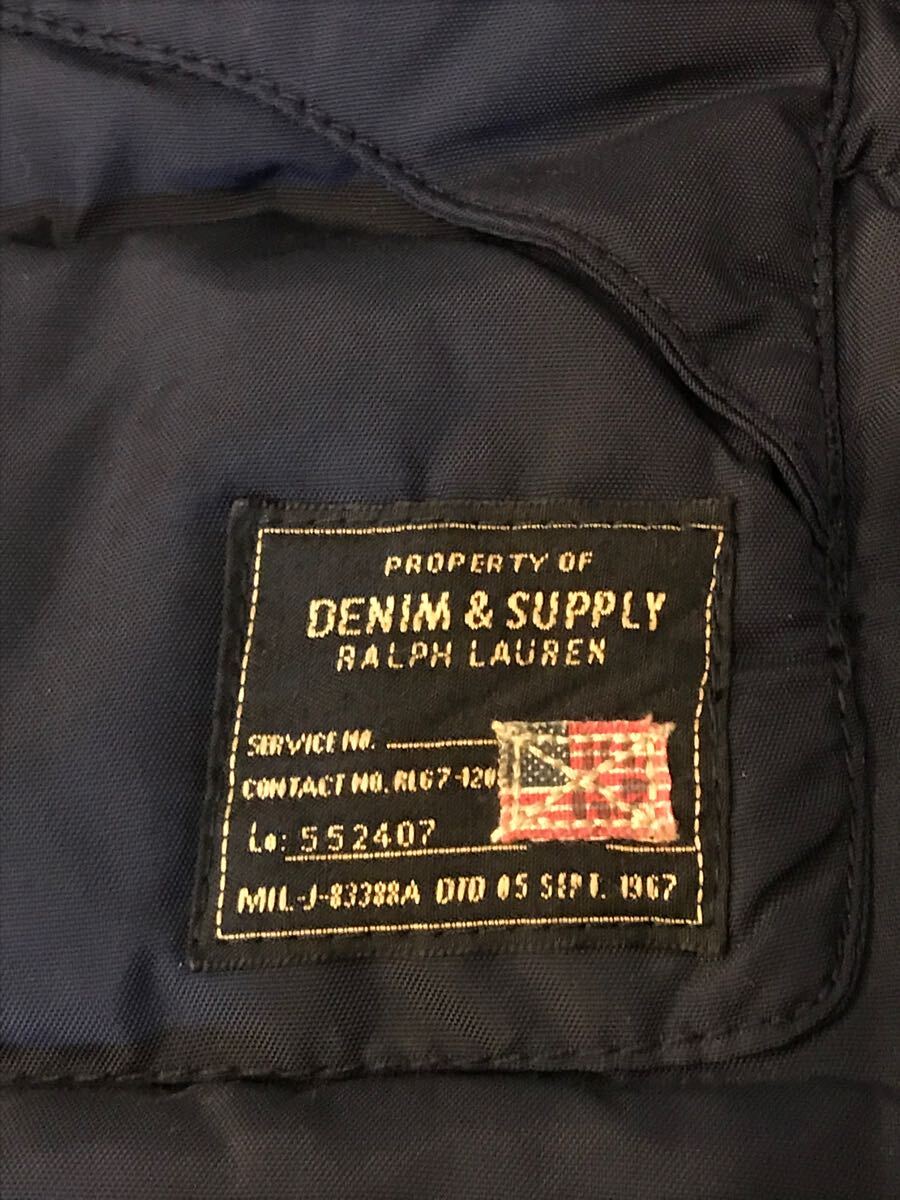 PROPERTY OF
DENIM & SUPPLY
RALPH LAUREN
SERVICE NO.
CONTACT NO. RL67-120
Lo: 552407
MIL-J-83388A DTD 05 SEPT. 1967